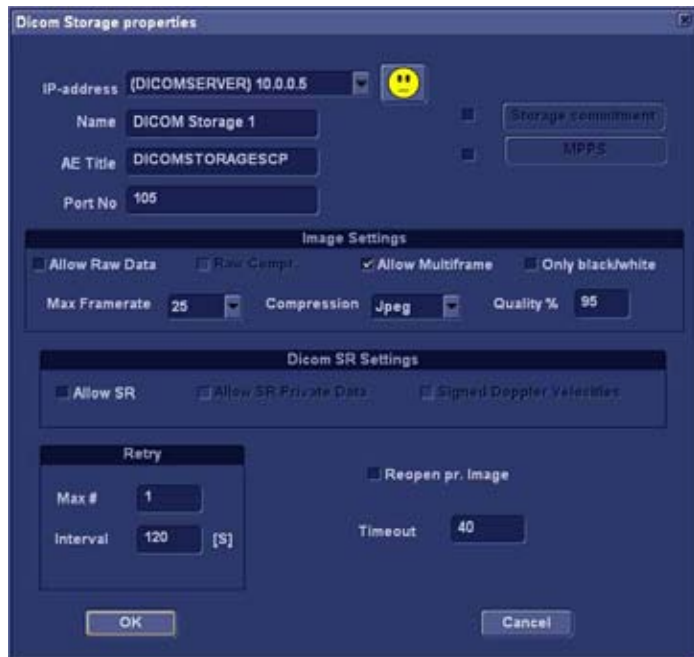 Dicom Storage properties
IP-address (DICOMSERVER) 10.0.0.5
Name DICOM Storage 1
Storage commitment
AE Title DICOMSTORAGESCP
MPPS
Port No 105
Image Settings
Allow Raw Data Raw Compr. Allow Multiframe Only black/white
Max Framerate 25 Compression Jpeg Quality % 95
Dicom SR Settings
Allow SR Allow SR Private Data Signed Doppler Velocities
Retry
Reopen pr. Image
Max # 1
Timeout 40
Interval 120 [S]
OK Cancel